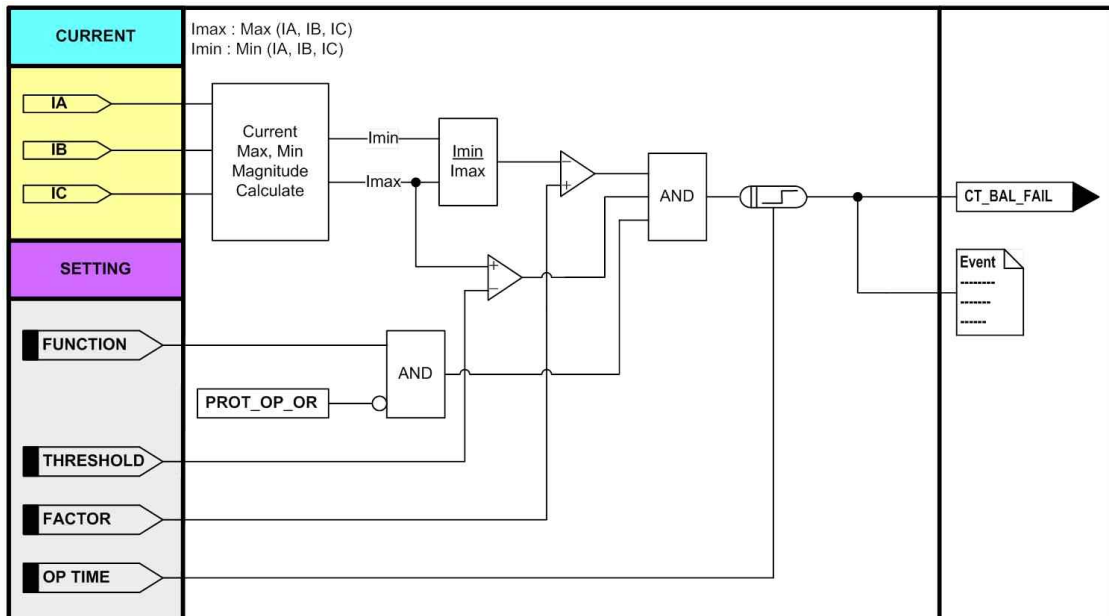 CURRENT
Imax : Max (IA, IB, IC)
Imin : Min (IA, IB, IC)
IA
IB
IC
Current
Max, Min
Magnitude
Calculate
Imin
Imax
Imin
Imax
−
+
AND
CT_BAL_FAIL
SETTING
+
−
Event
--------
-------
------
FUNCTION
AND
PROT_OP_OR
THRESHOLD
FACTOR
OP TIME